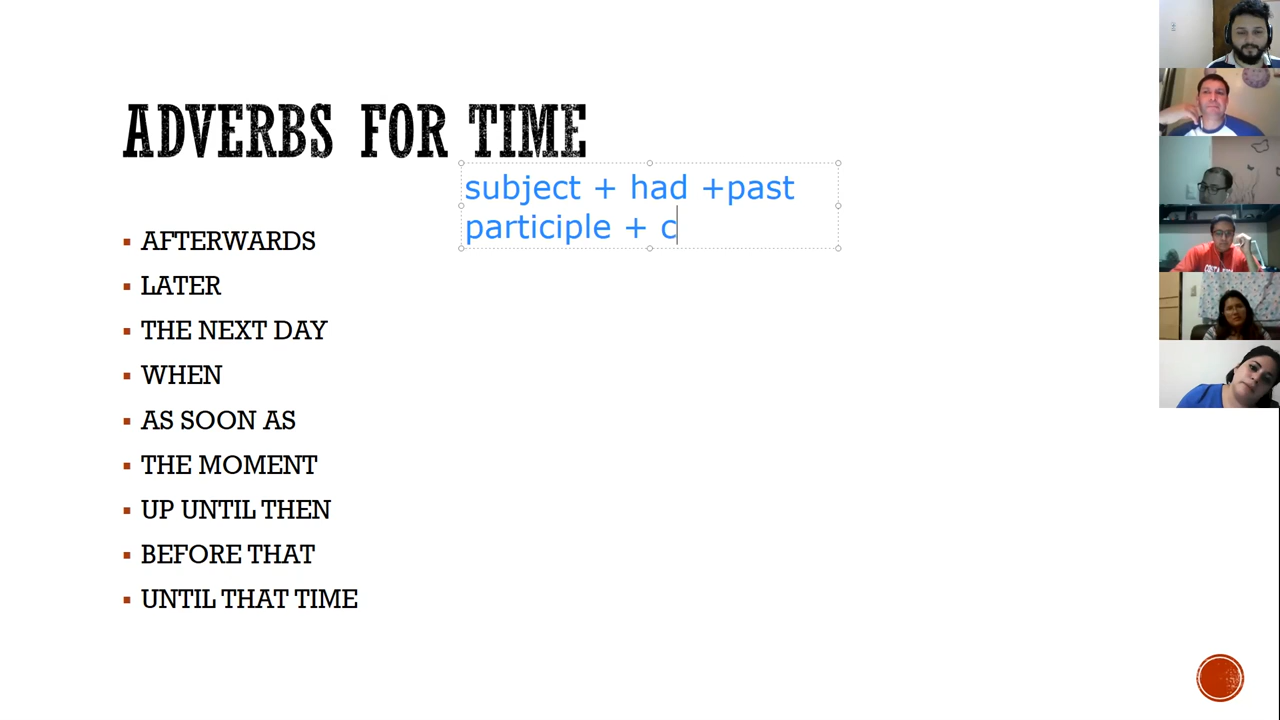 ADVERBS FOR TIME
subject + had +past
participle + c
AFTERWARDS
LATER
THE NEXT DAY
WHEN
AS SOON AS
THE MOMENT
UP UNTIL THEN
BEFORE THAT
UNTIL THAT TIME